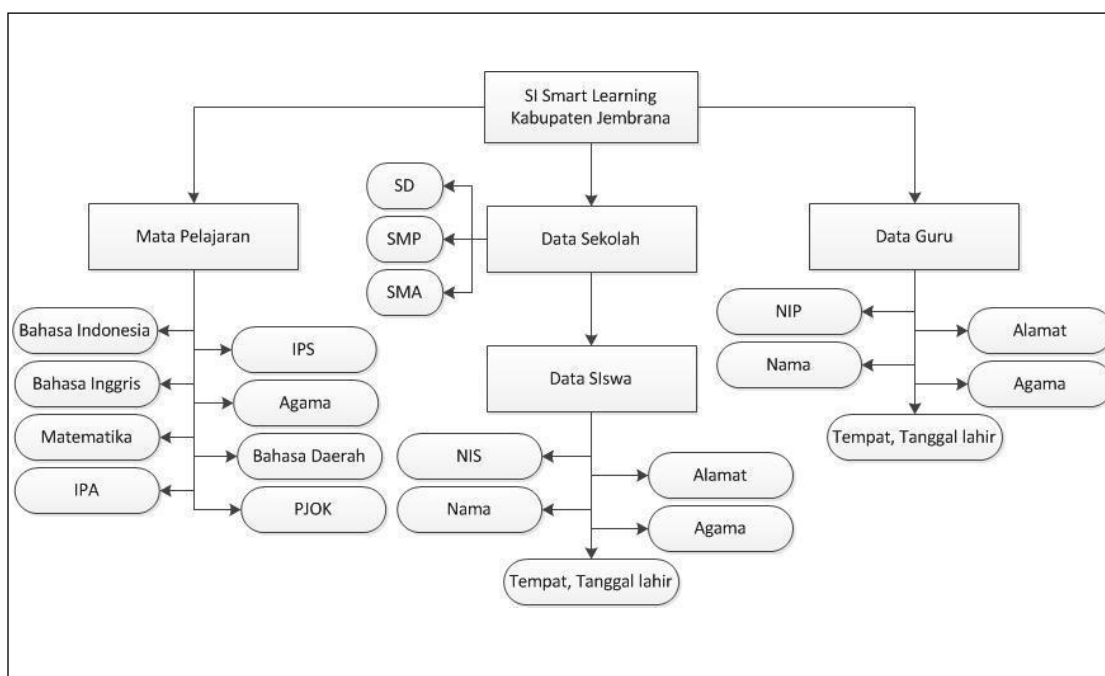 SI Smart Learning
Kabupaten Jembrana
Mata Pelajaran
Bahasa Indonesia
IPS
Bahasa Inggris
Agama
Matematika
Bahasa Daerah
IPA
PJOK
SD
SMP
SMA
Data Sekolah
Data SIswa
NIS
Alamat
Nama
Agama
Tempat, Tanggal lahir
Data Guru
NIP
Alamat
Nama
Agama
Tempat, Tanggal lahir